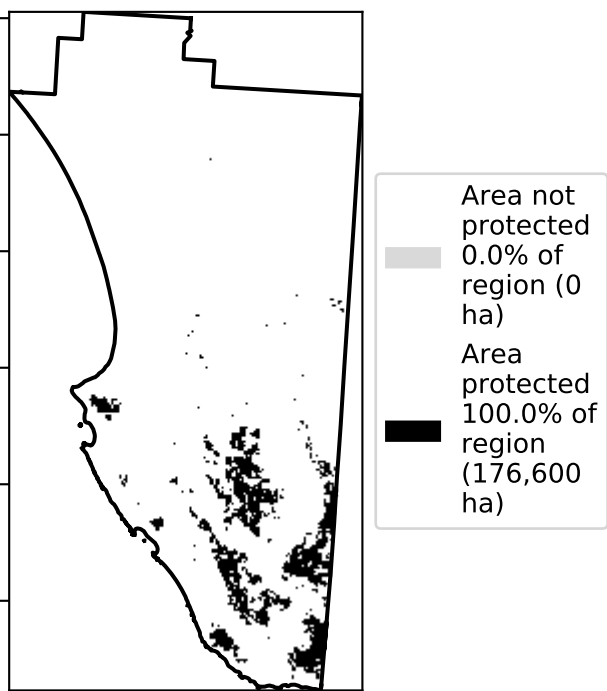 Area not
protected
0.0% of
region (0
ha)
Area
protected
100.0% of
region
(176,600
ha)